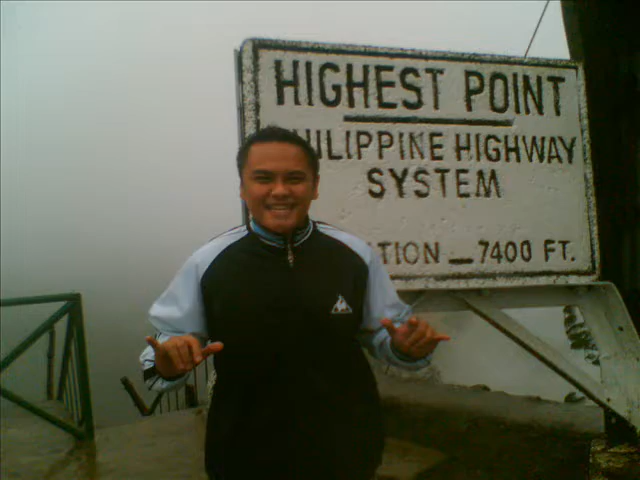 HIGHEST POINT
HILIPPINE HIGHWAY
SYSTEM
ATION — 7400 FT.